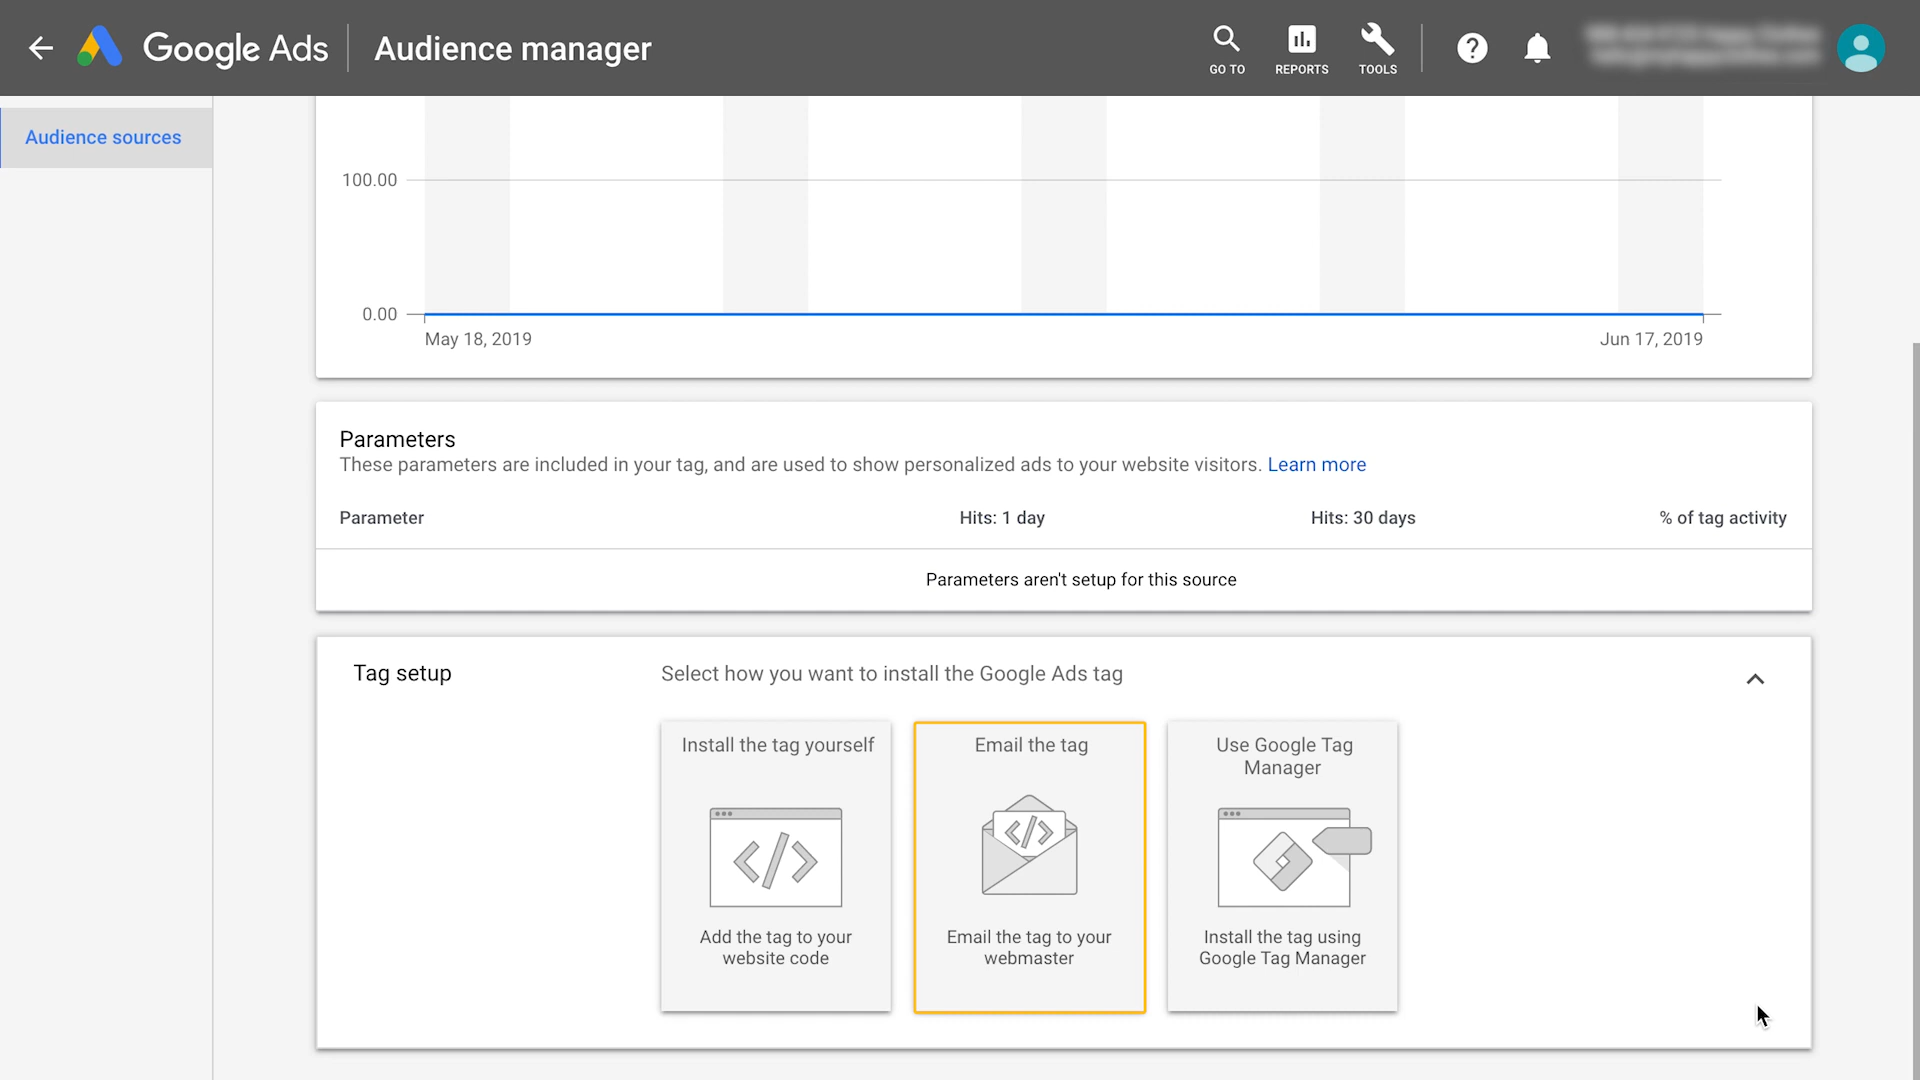 Google Ads
Audience manager
GO TO
REPORTS
TOOLS
Audience sources
100.00
0.00
May 18, 2019
Jun 17, 2019
Parameters
These parameters are included in your tag, and are used to show personalized ads to your website visitors. Learn more
Parameter
Hits: 1 day
Hits: 30 days
% of tag activity
Parameters aren't setup for this source
Tag setup
Select how you want to install the Google Ads tag
Install the tag yourself
Add the tag to your
website code
Email the tag
Email the tag to your
webmaster
Use Google Tag
Manager
Install the tag using
Google Tag Manager